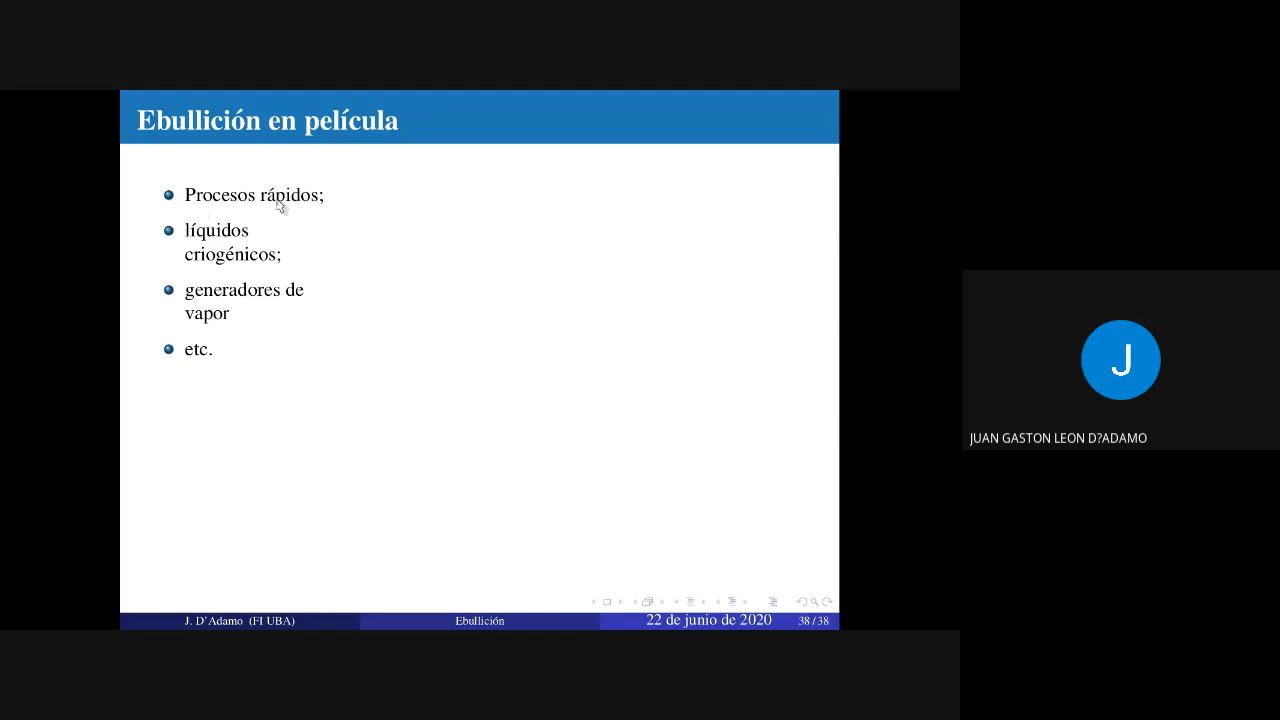 Ebullición en película
Procesos rápidos;
líquidos
criogénicos;
generadores de
vapor
etc.
J. D'Adamo (FI UBA)
Ebullición
22 de junio de 2020
38 / 38
J
JUAN GASTON LEON D?ADAMO